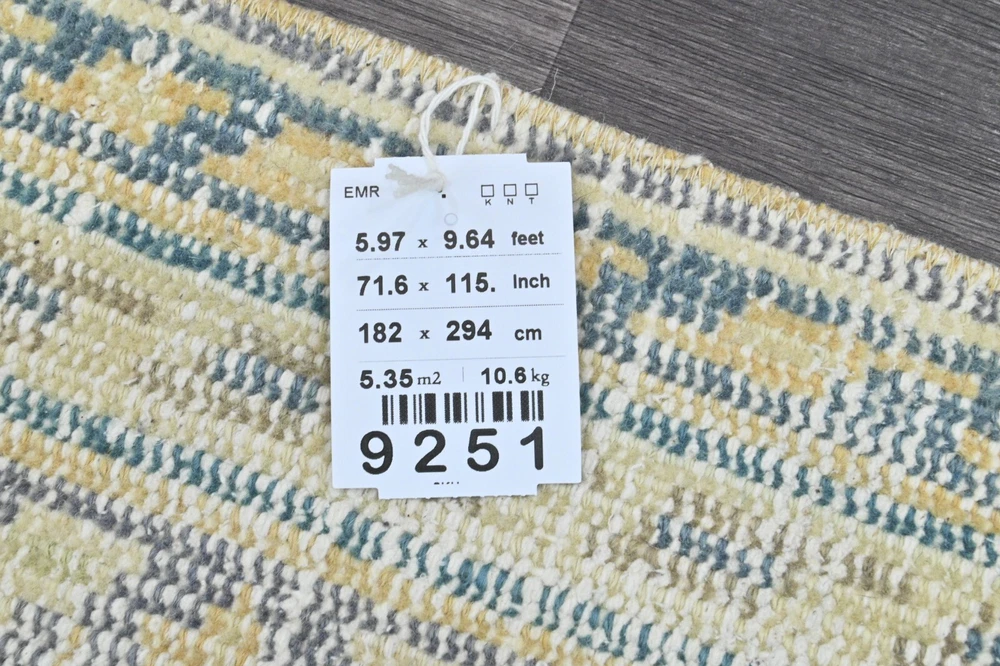 EMR
K N T
5.97 x 9.64 feet
71.6 x 115. Inch
182 x 294 cm
5.35 m2 | 10.6 kg
9251